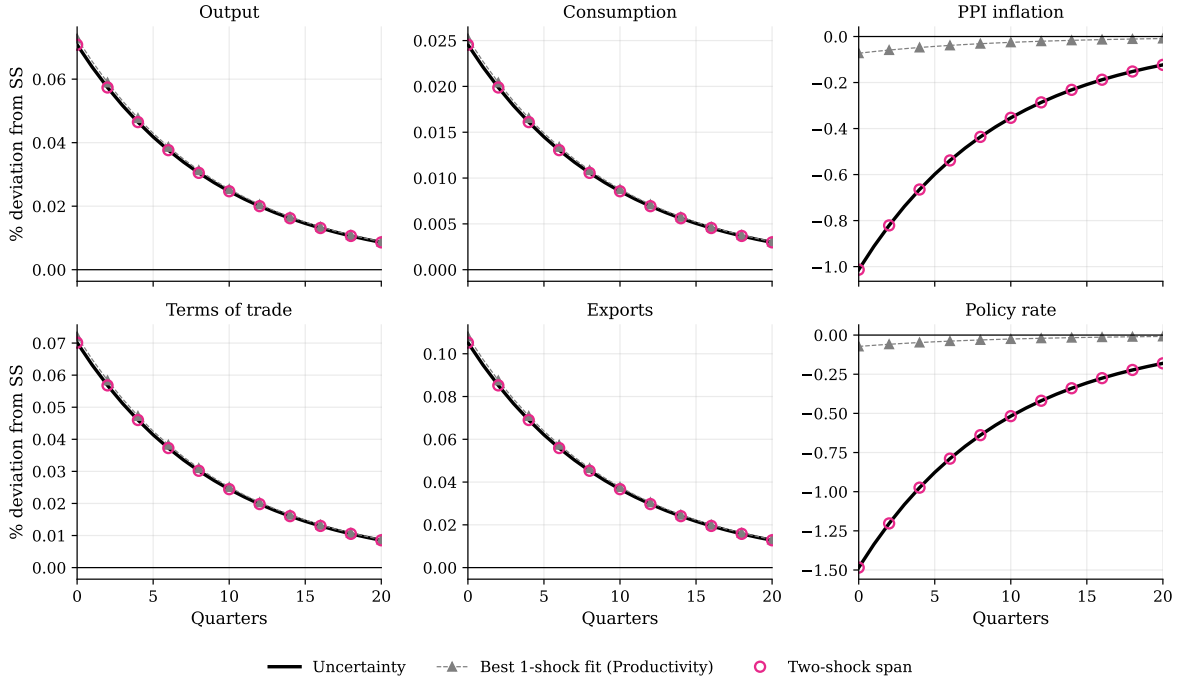 Output
Consumption
PPI inflation
% deviation from SS
0.06
0.04
0.02
0.00
0.025
0.020
0.015
0.010
0.005
0.000
0.0
−0.2
−0.4
−0.6
−0.8
−1.0
Terms of trade
Exports
Policy rate
% deviation from SS
0.07
0.06
0.05
0.04
0.03
0.02
0.01
0.00
0 5 10 15 20
Quarters
0.10
0.08
0.06
0.04
0.02
0.00
0 5 10 15 20
Quarters
0.00
−0.25
−0.50
−0.75
−1.00
−1.25
−1.50
0 5 10 15 20
Quarters
Uncertainty
Best 1-shock fit (Productivity)
Two-shock span